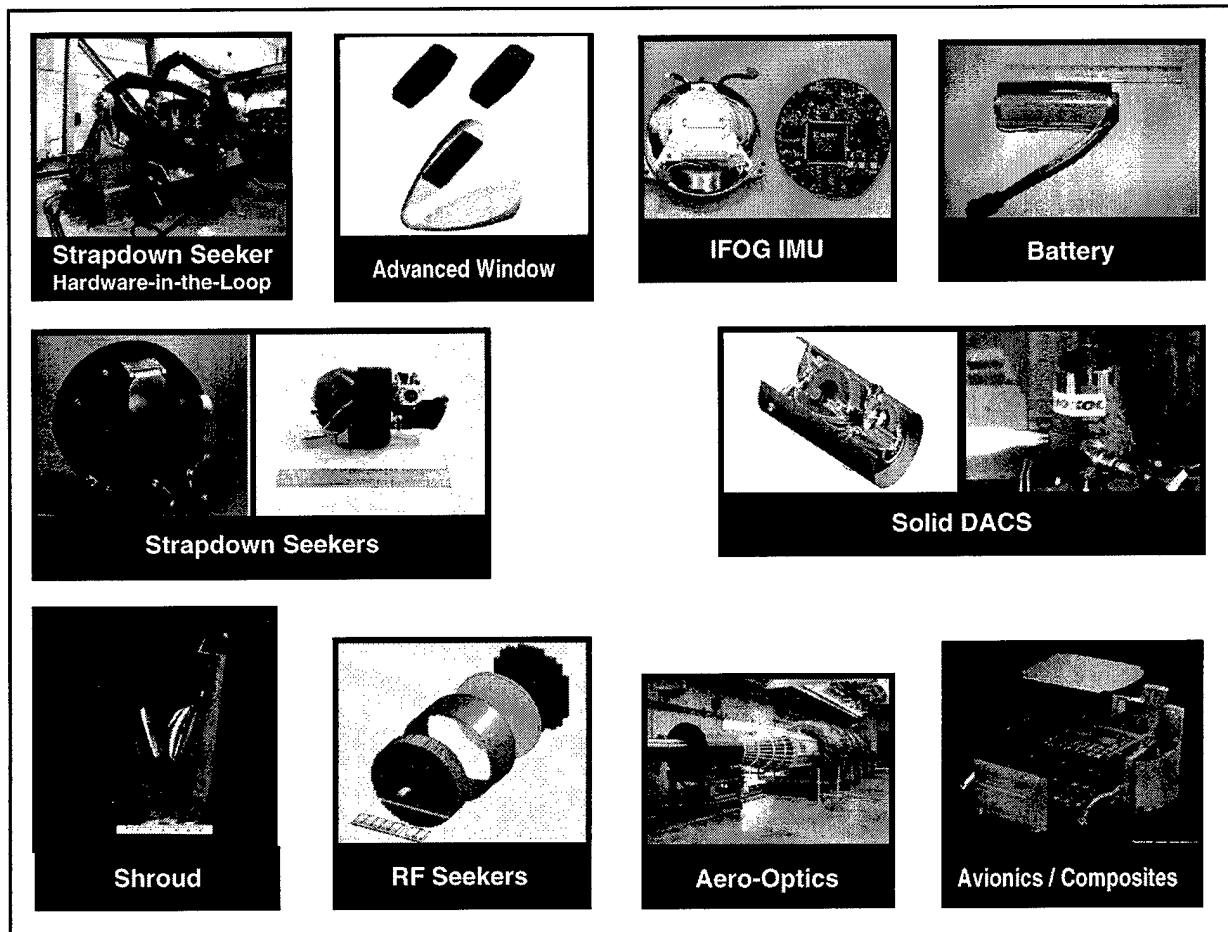 Strapdown Seeker
Hardware-in-the-Loop
Advanced Window
IFOG IMU
Battery
Strapdown Seekers
Solid DACS
Shroud
RF Seekers
Aero-Optics
Avionics / Composites